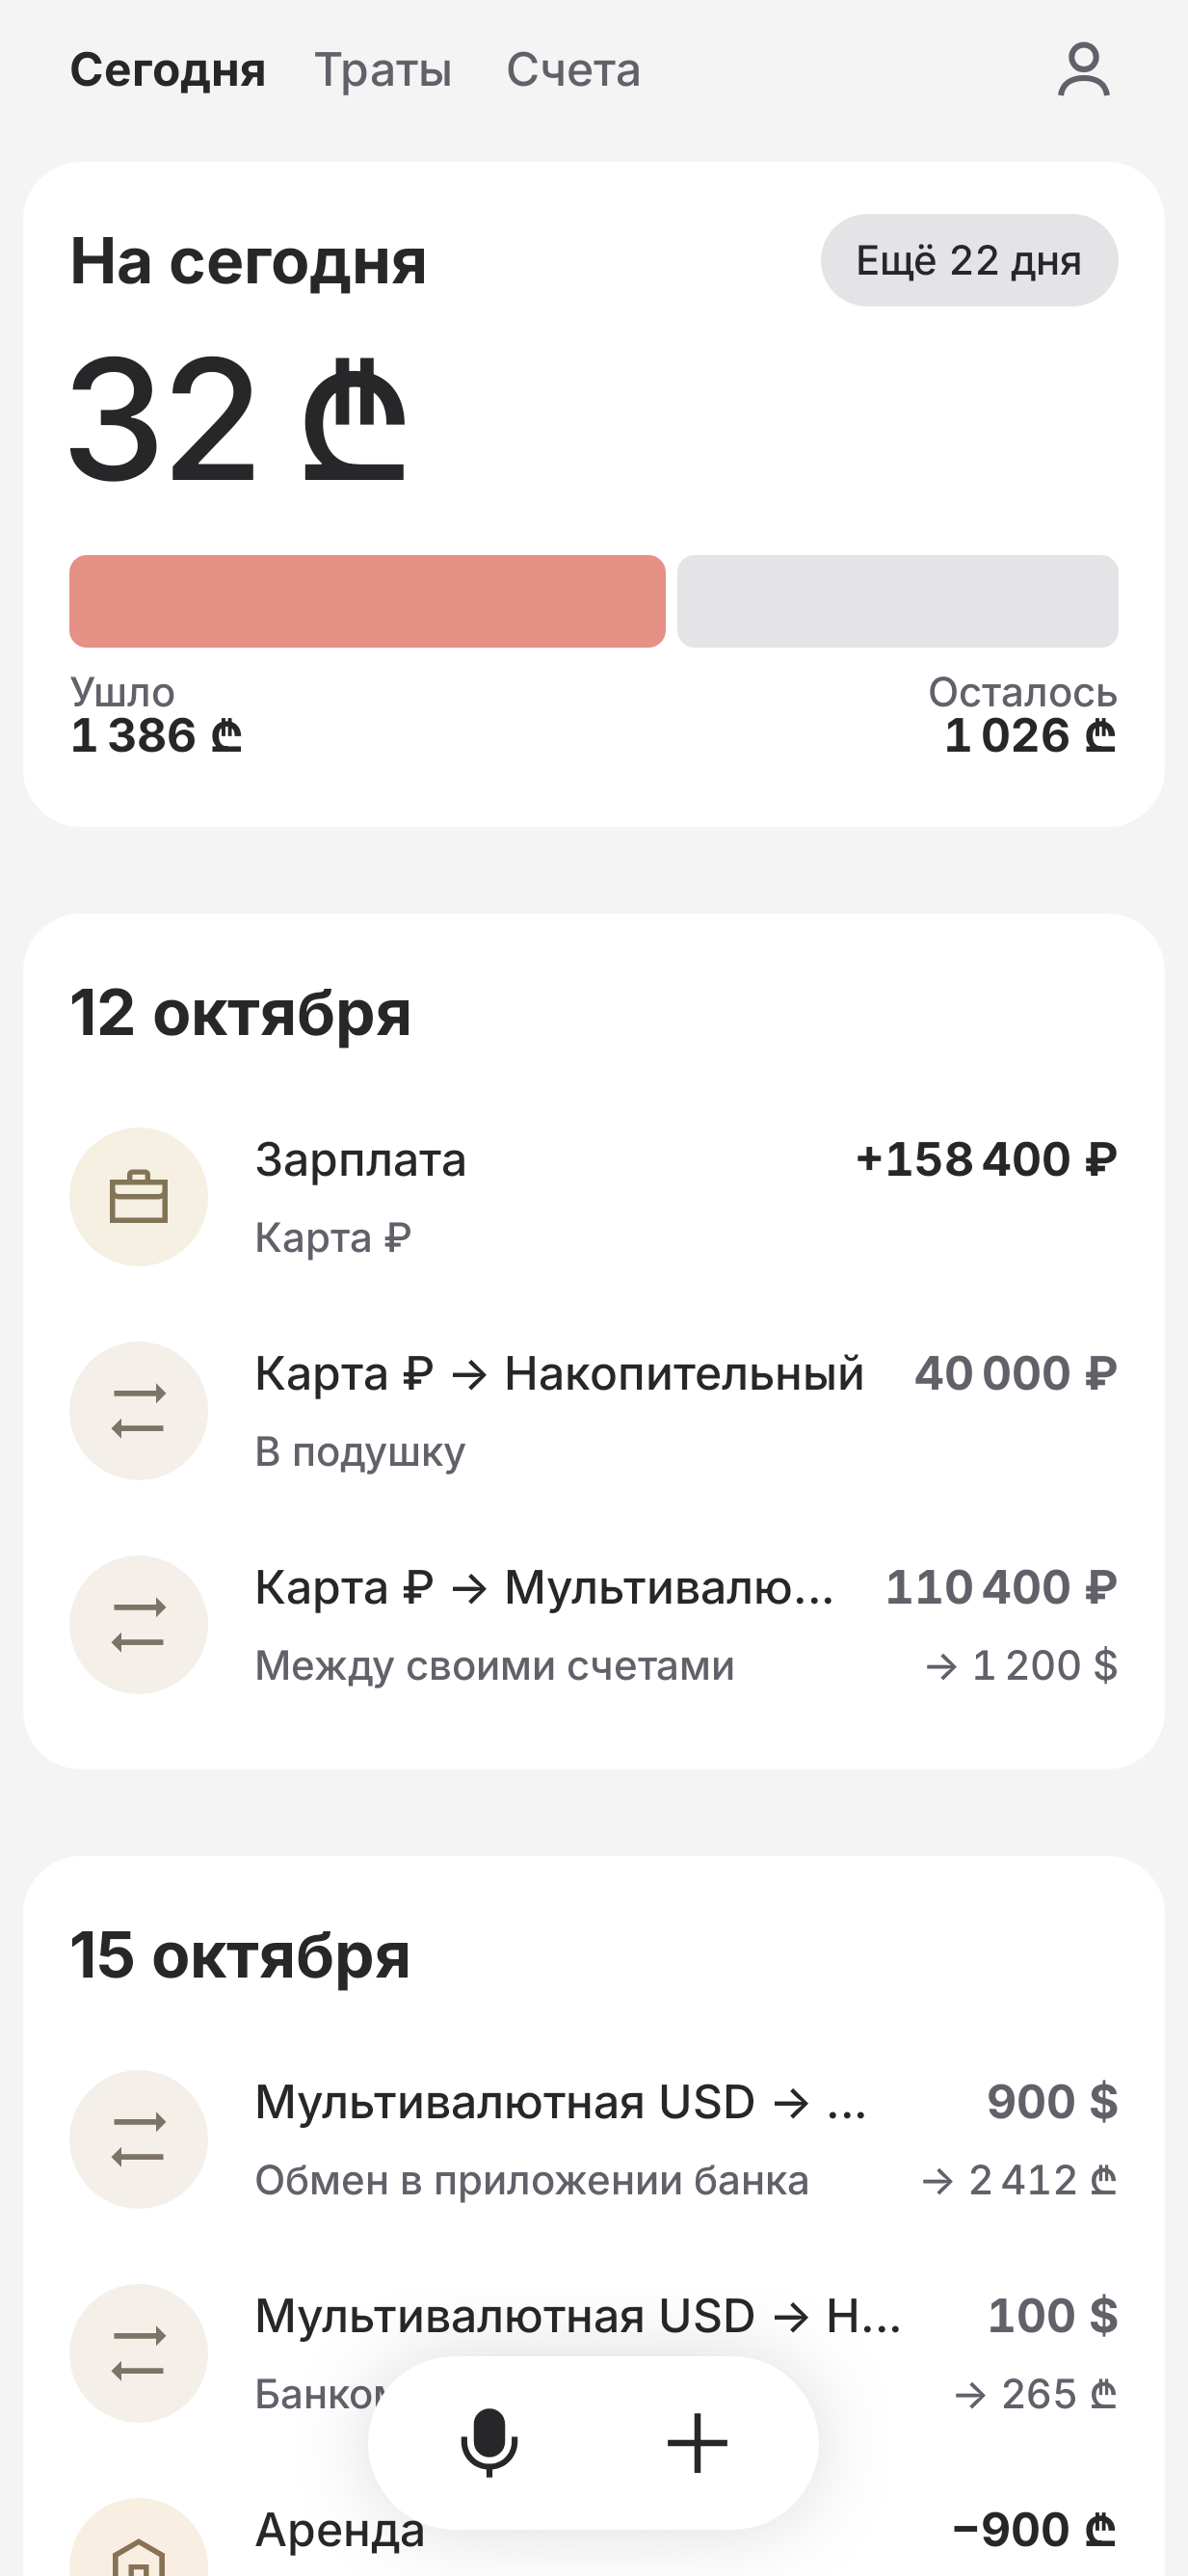 Сегодня Траты Счета
На сегодня
Ещё 22 дня
32 ₾
Ушло Осталось
1 386 ₾ 1 026 ₾
12 октября
Зарплата +158 400 ₽
Карта ₽
Карта ₽ → Накопительный 40 000 ₽
В подушку
Карта ₽ → Мультивалю... 110 400 ₽
Между своими счетами → 1 200 $
15 октября
Мультивалютная USD → ... 900 $
Обмен в приложении банка → 2 412 ₾
Мультивалютная USD → Н... 100 $
→ 265 ₾
Аренда −900 ₾